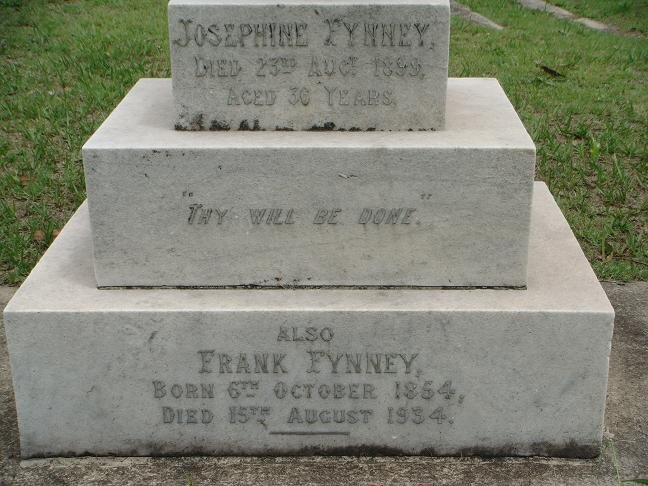 JOSEPHINE FYNNEY,
DIED 23RD AUGT 1899,
AGED 36 YEARS.
"THY WILL BE DONE."
ALSO
FRANK FYNNEY,
BORN 6TH OCTOBER 1854,
DIED 15TH AUGUST 1934.